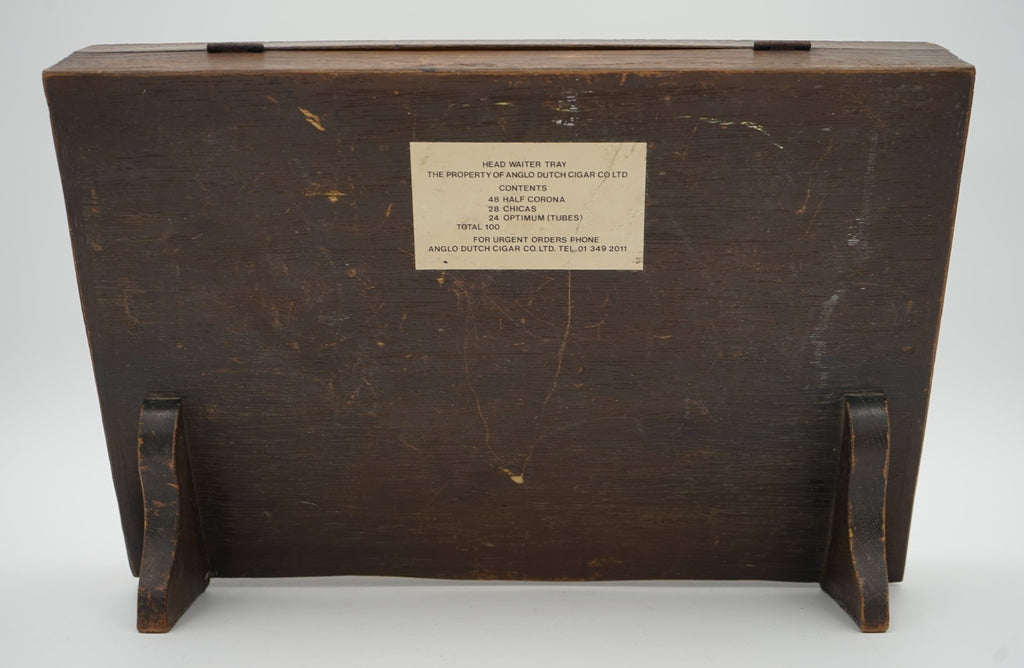 HEAD WAITER TRAY
THE PROPERTY OF ANGLO DUTCH CIGAR CO LTD
CONTENTS
48 HALF CORONA
28 CHICAS
24 OPTIMUM (TUBES)
TOTAL 100
FOR URGENT ORDERS PHONE
ANGLO DUTCH CIGAR CO. LTD. TEL. 01 349 2011